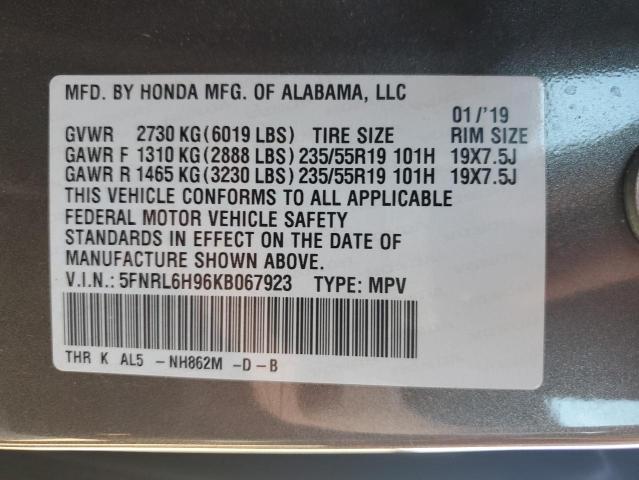 MFD. BY HONDA MFG. OF ALABAMA, LLC
01/'19
GVWR 2730 KG (6019 LBS) TIRE SIZE RIM SIZE
GAWR F 1310 KG (2888 LBS) 235/55R19 101H 19X7.5J
GAWR R 1465 KG (3230 LBS) 235/55R19 101H 19X7.5J
THIS VEHICLE CONFORMS TO ALL APPLICABLE
FEDERAL MOTOR VEHICLE SAFETY
STANDARDS IN EFFECT ON THE DATE OF
MANUFACTURE SHOWN ABOVE.
V.I.N.: 5FNRL6H96KB067923 TYPE: MPV
THR K AL5 - NH862M -D-B